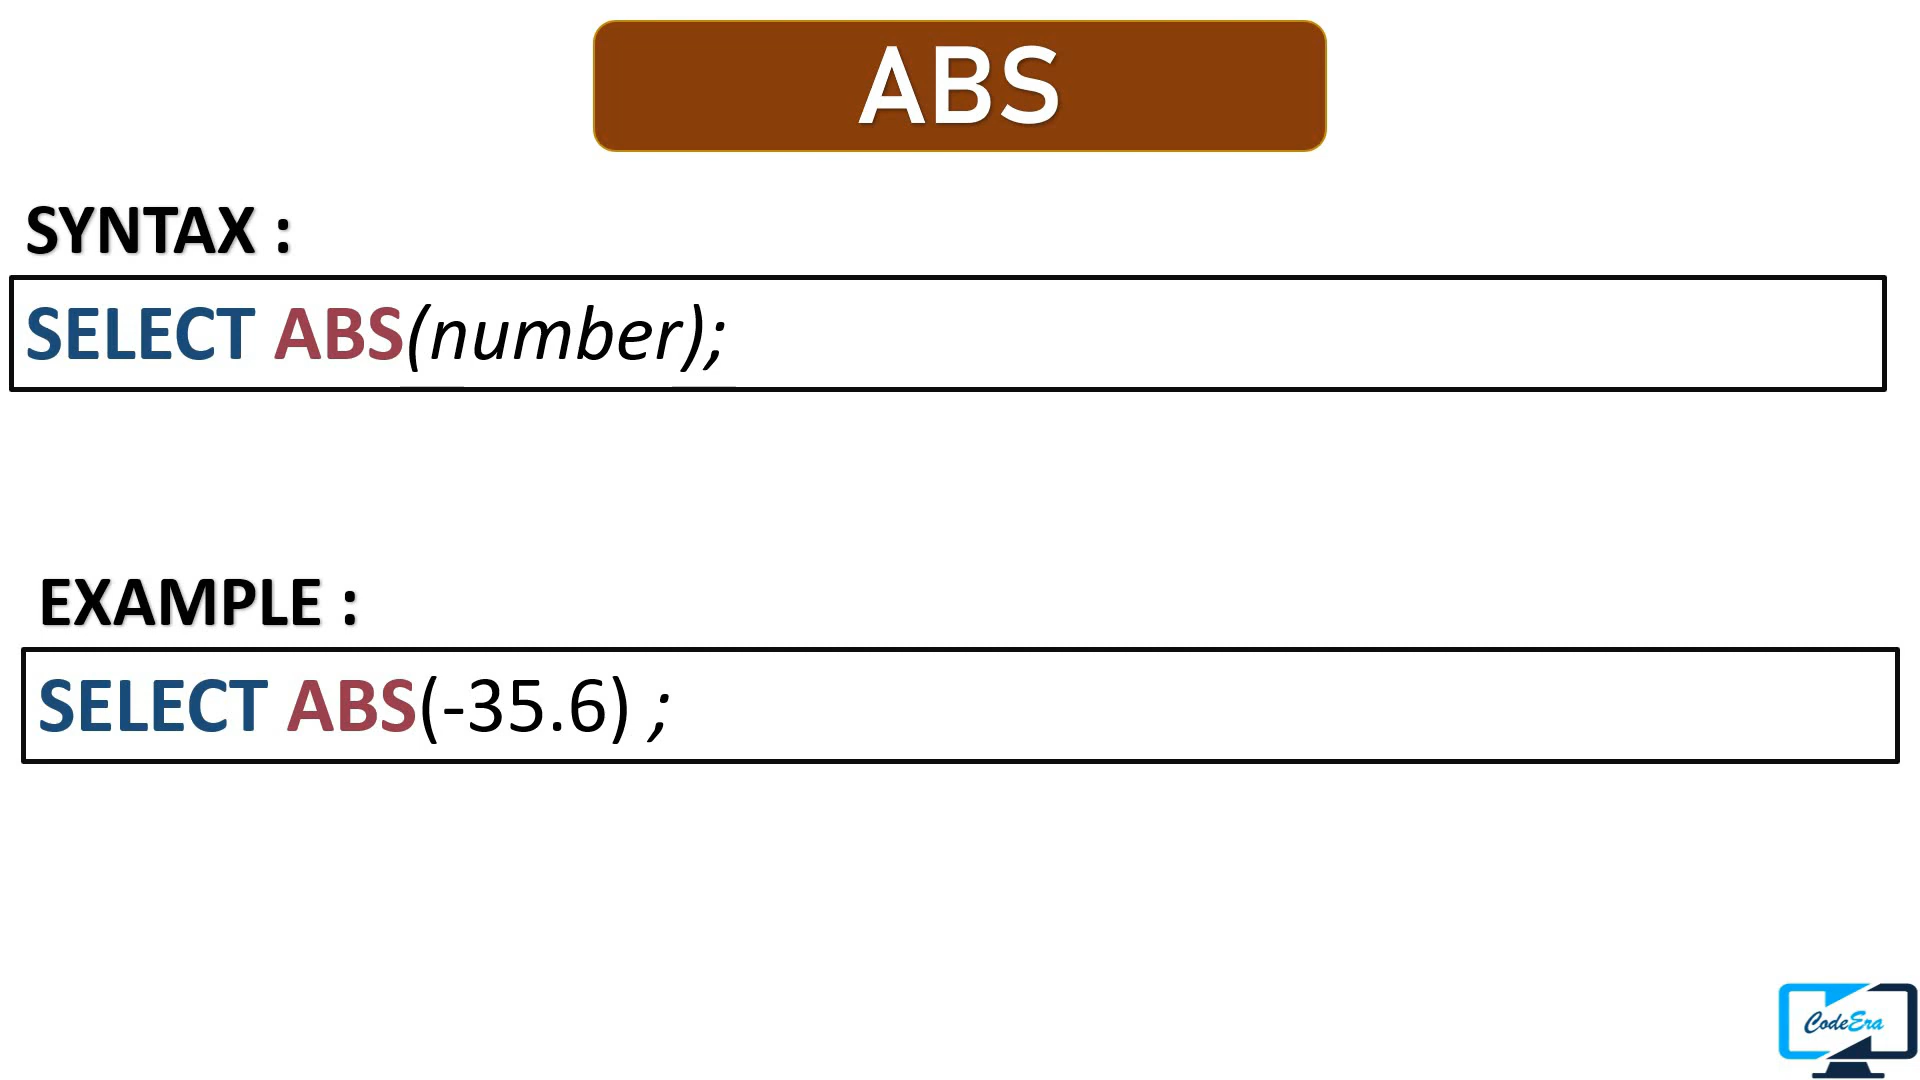 ABS
SYNTAX :
SELECT ABS(number);
EXAMPLE :
SELECT ABS(-35.6) ;
CodeEra